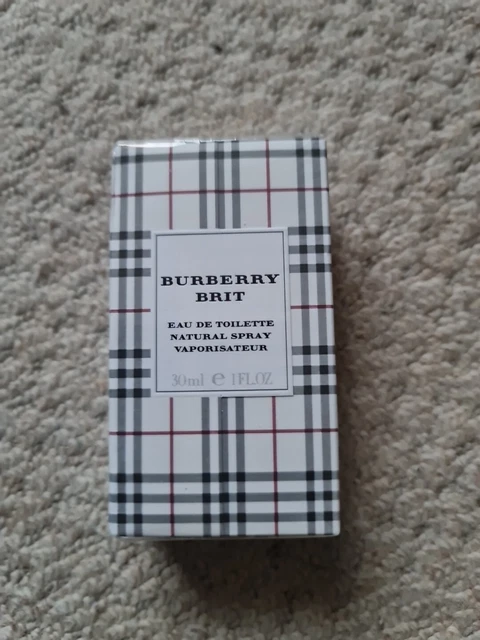 BURBERRY
BRIT
EAU DE TOILETTE
NATURAL SPRAY
VAPORISATEUR
30ml ℮ 1FL.OZ